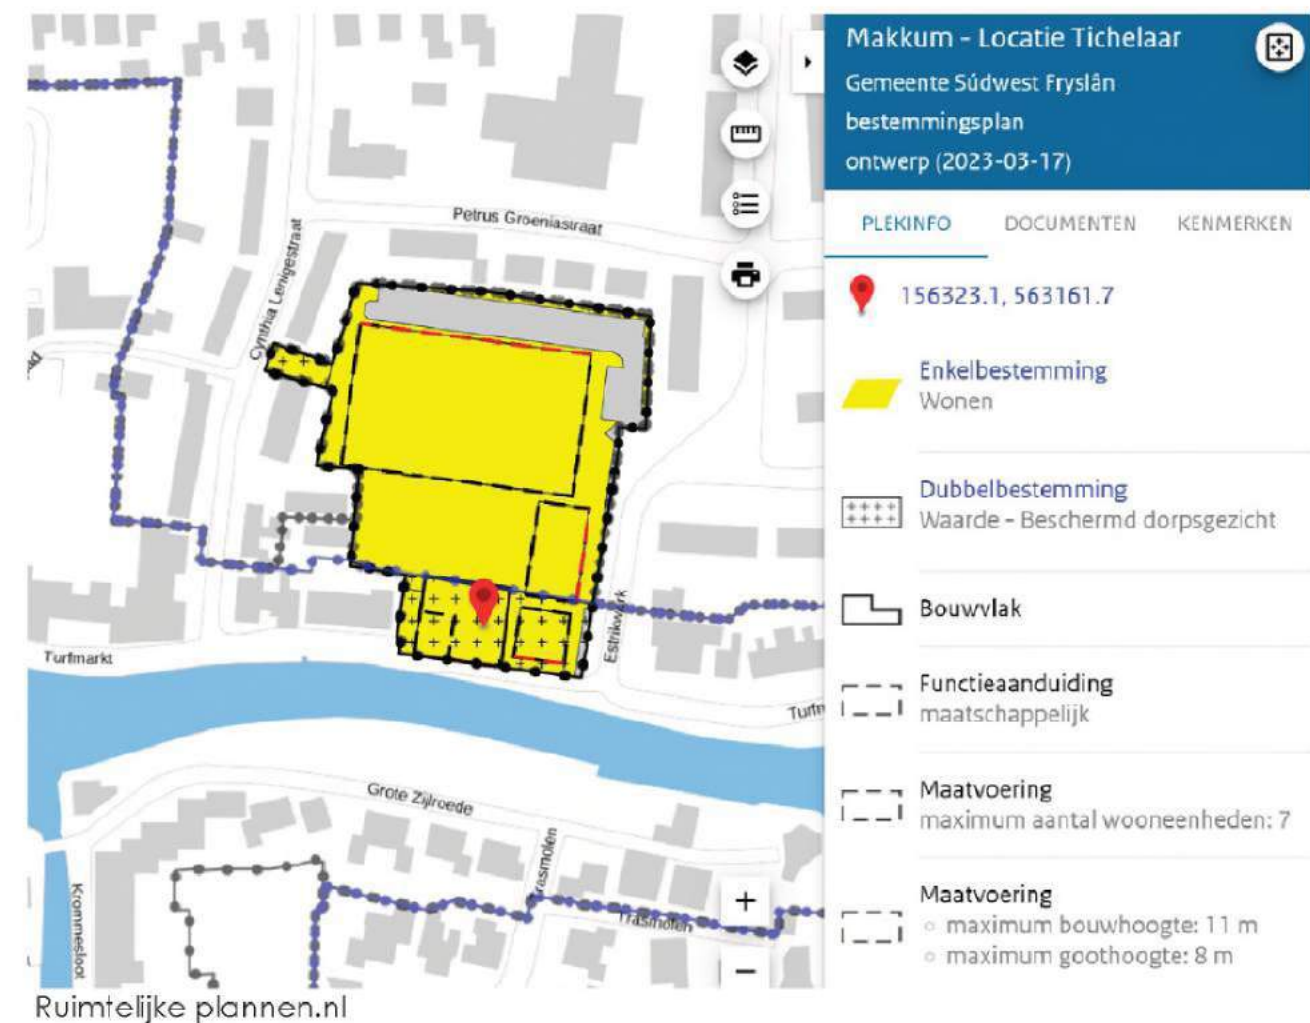 Makkum - Locatie Tichelaar
Gemeente Súdwest Fryslân
bestemmingsplan
ontwerp (2023-03-17)
PLEKINFO DOCUMENTEN KENMERKEN
156323.1, 563161.7
Enkelbestemming
Wonen
Dubbelbestemming
Waarde - Beschermd dorpsgezicht
Bouwvlak
Functieaanduiding
maatschappelijk
Maatvoering
maximum aantal wooneenheden: 7
Maatvoering
maximum bouwhoogte: 11 m
maximum goothoogte: 8 m
Petrus Groeniastraat
Cynthia Lenigestraat
Estrikwerk
Turfmarkt
Grote Zijlroede
Trasmolen
Krommesloot
+
−
Ruimtelijke plannen.nl